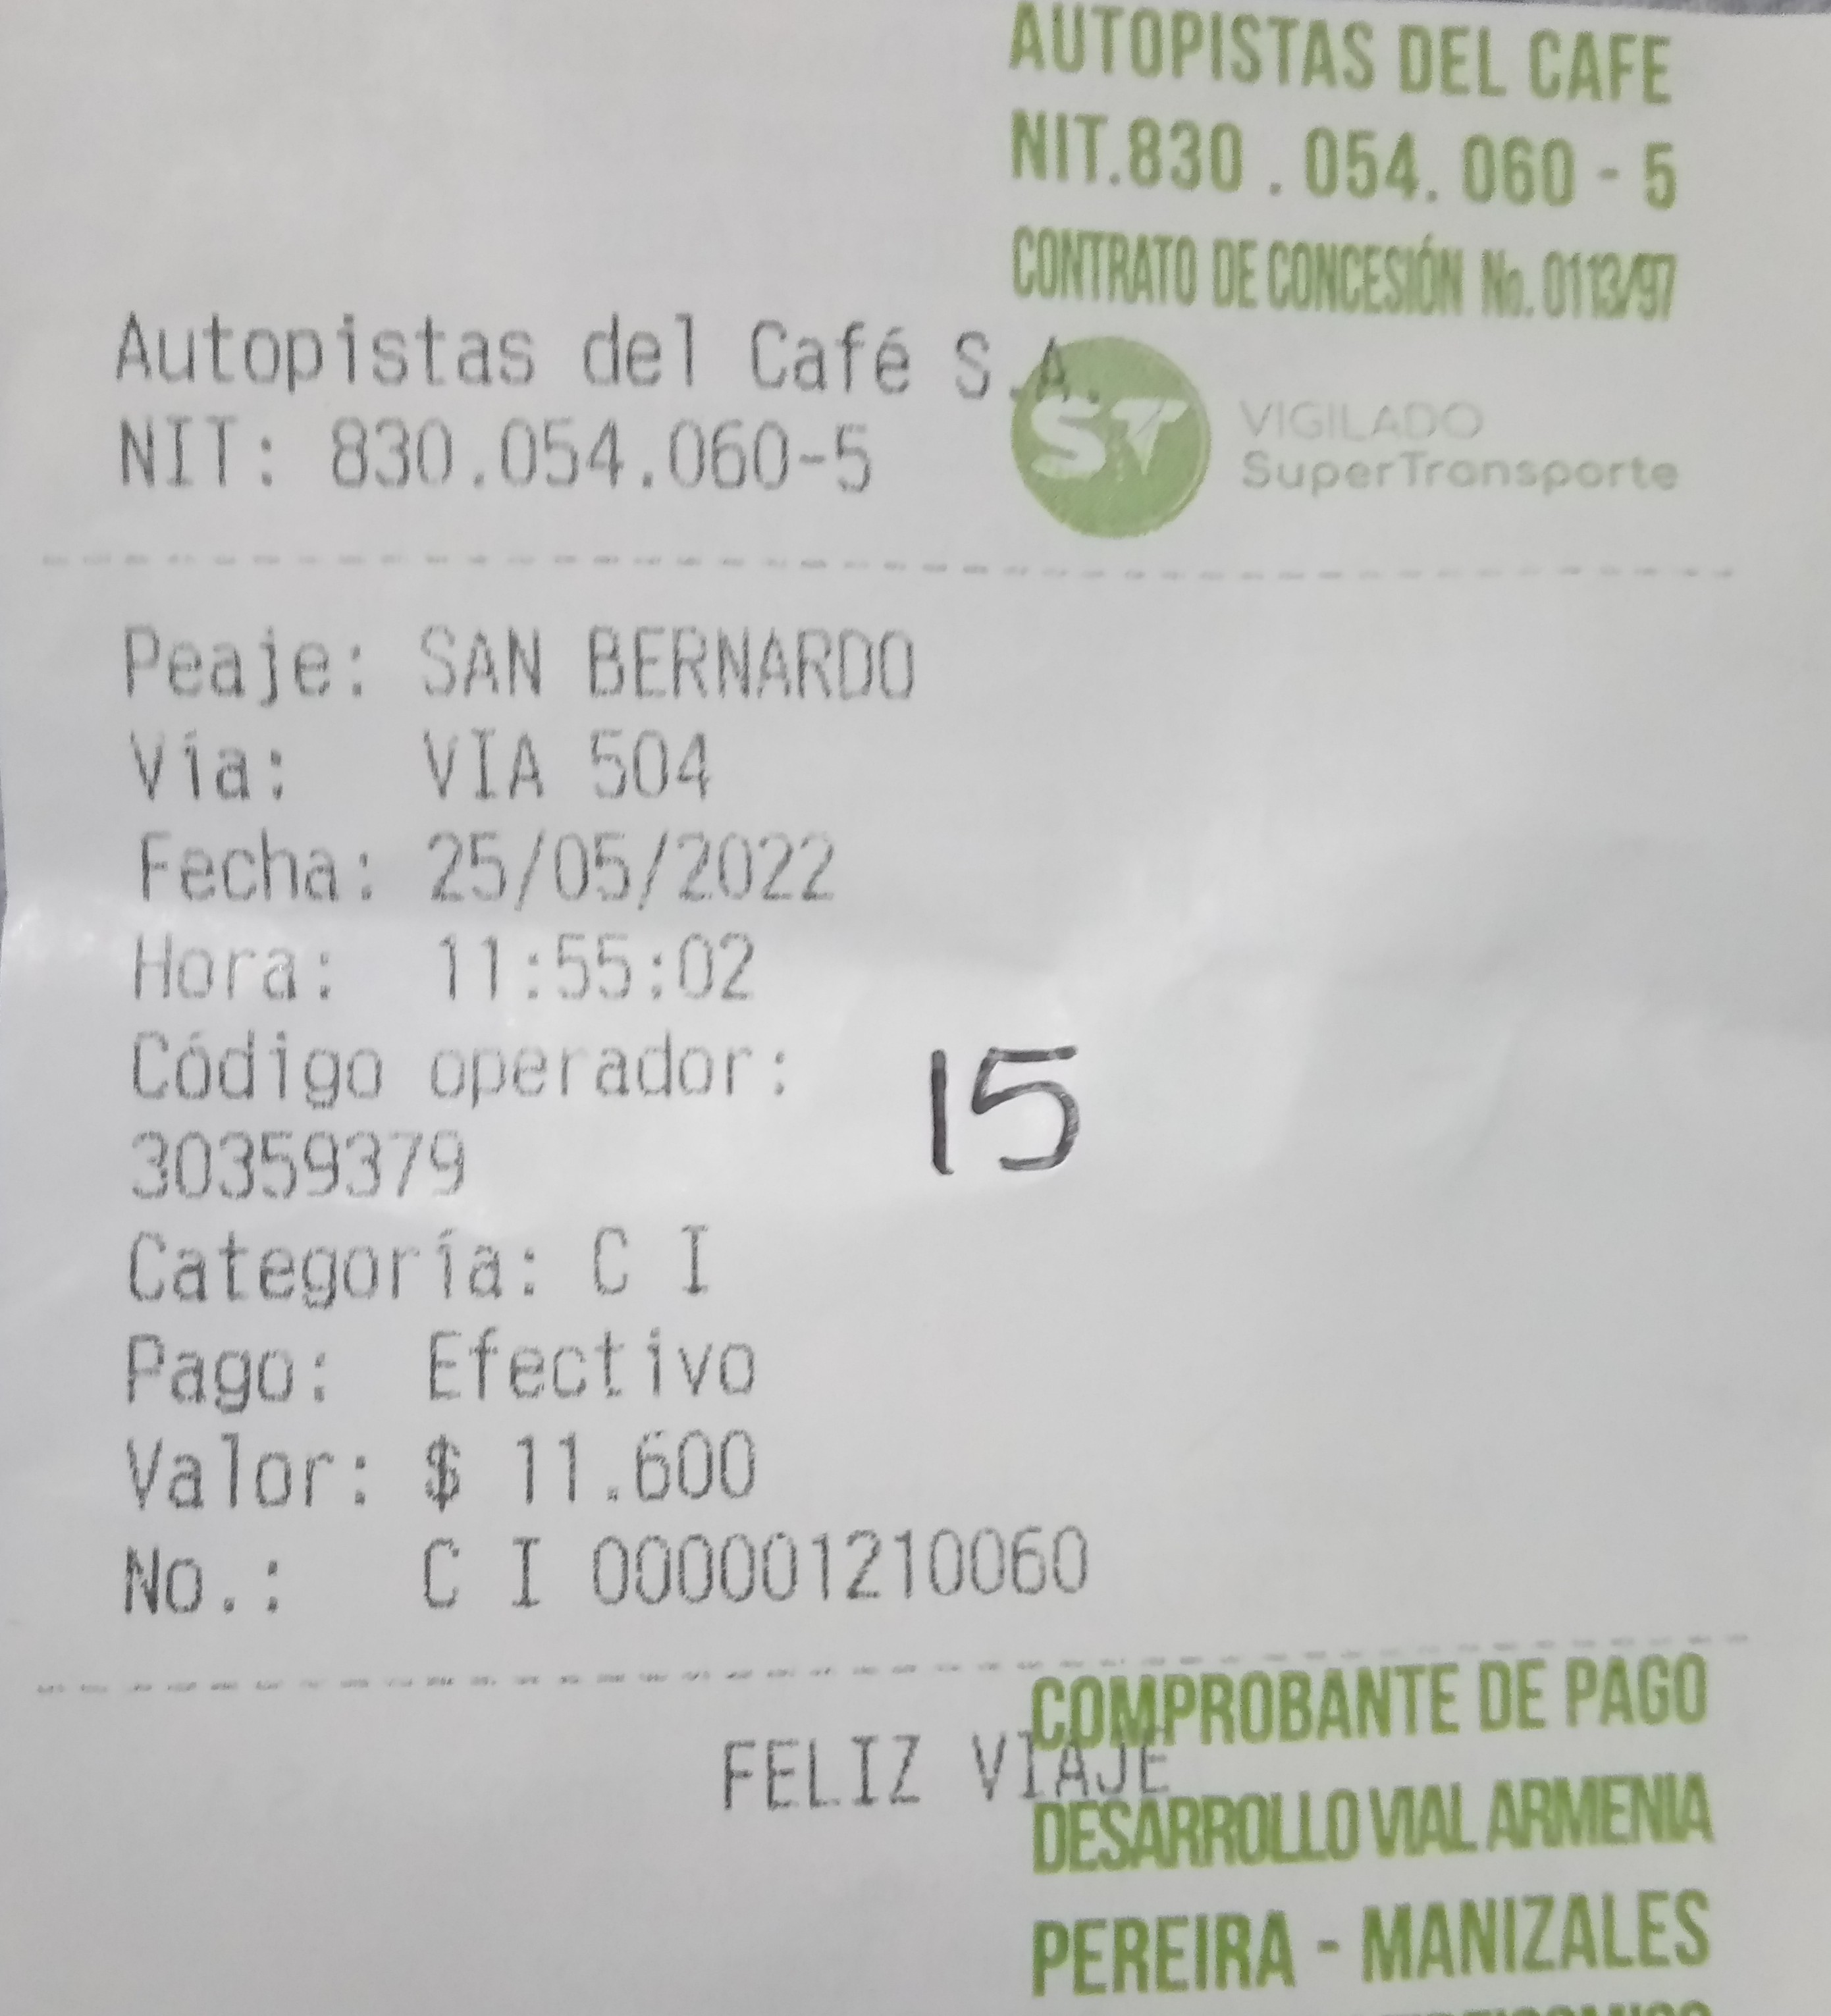 AUTOPISTAS DEL CAFE
NIT.830 . 054. 060 - 5
CONTRATO DE CONCESIÓN No. 0113/97
Autopistas del Café S.A.
NIT: 830.054.060-5
ST
VIGILADO
SuperTransporte
Peaje: SAN BERNARDO
Vía: VIA 504
Fecha: 25/05/2022
Hora: 11:55:02
Código operador:
30359379
15
Categoría: C I
Pago: Efectivo
Valor: $ 11.600
No.: C I 000001210060
COMPROBANTE DE PAGO
FELIZ VIAJE
DESARROLLO VIAL ARMENIA
PEREIRA - MANIZALES